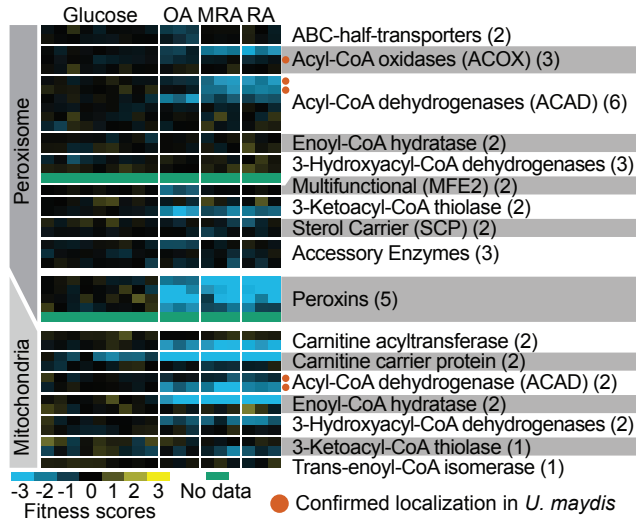 Glucose OA MRA RA
Peroxisome
ABC-half-transporters (2)
Acyl-CoA oxidases (ACOX) (3)
Acyl-CoA dehydrogenases (ACAD) (6)
Enoyl-CoA hydratase (2)
3-Hydroxyacyl-CoA dehydrogenases (3)
Multifunctional (MFE2) (2)
3-Ketoacyl-CoA thiolase (2)
Sterol Carrier (SCP) (2)
Accessory Enzymes (3)
Peroxins (5)
Mitochondria
Carnitine acyltransferase (2)
Carnitine carrier protein (2)
Acyl-CoA dehydrogenase (ACAD) (2)
Enoyl-CoA hydratase (2)
3-Hydroxyacyl-CoA dehydrogenases (2)
3-Ketoacyl-CoA thiolase (1)
Trans-enoyl-CoA isomerase (1)
-3 -2 -1 0 1 2 3
Fitness scores
No data
Confirmed localization in U. maydis